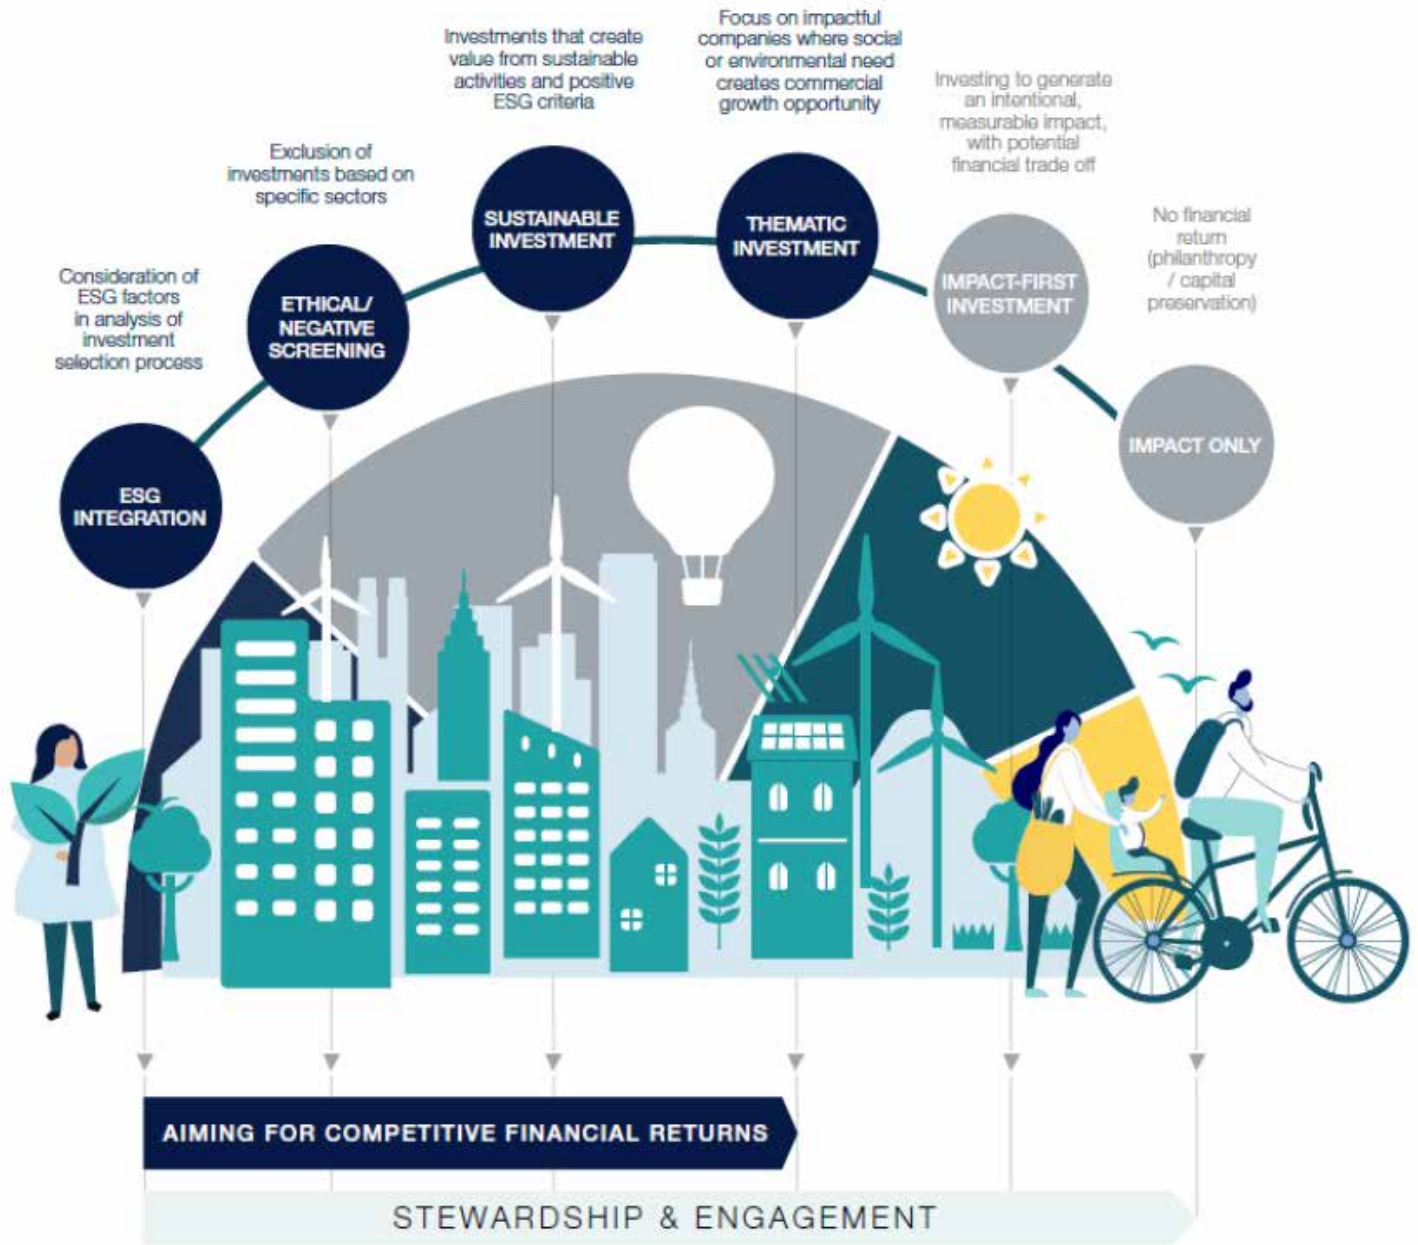 Consideration of
ESG factors
in analysis of
investment
selection process
ESG
INTEGRATION
Exclusion of
investments based on
specific sectors
ETHICAL/
NEGATIVE
SCREENING
Investments that create
value from sustainable
activities and positive
ESG criteria
SUSTAINABLE
INVESTMENT
Focus on impactful
companies where social
or environmental need
creates commercial
growth opportunity
THEMATIC
INVESTMENT
Investing to generate
an intentional,
measurable impact,
with potential
financial trade off
IMPACT-FIRST
INVESTMENT
No financial
return
(philanthropy
/ capital
preservation)
IMPACT ONLY
AIMING FOR COMPETITIVE FINANCIAL RETURNS
STEWARDSHIP & ENGAGEMENT